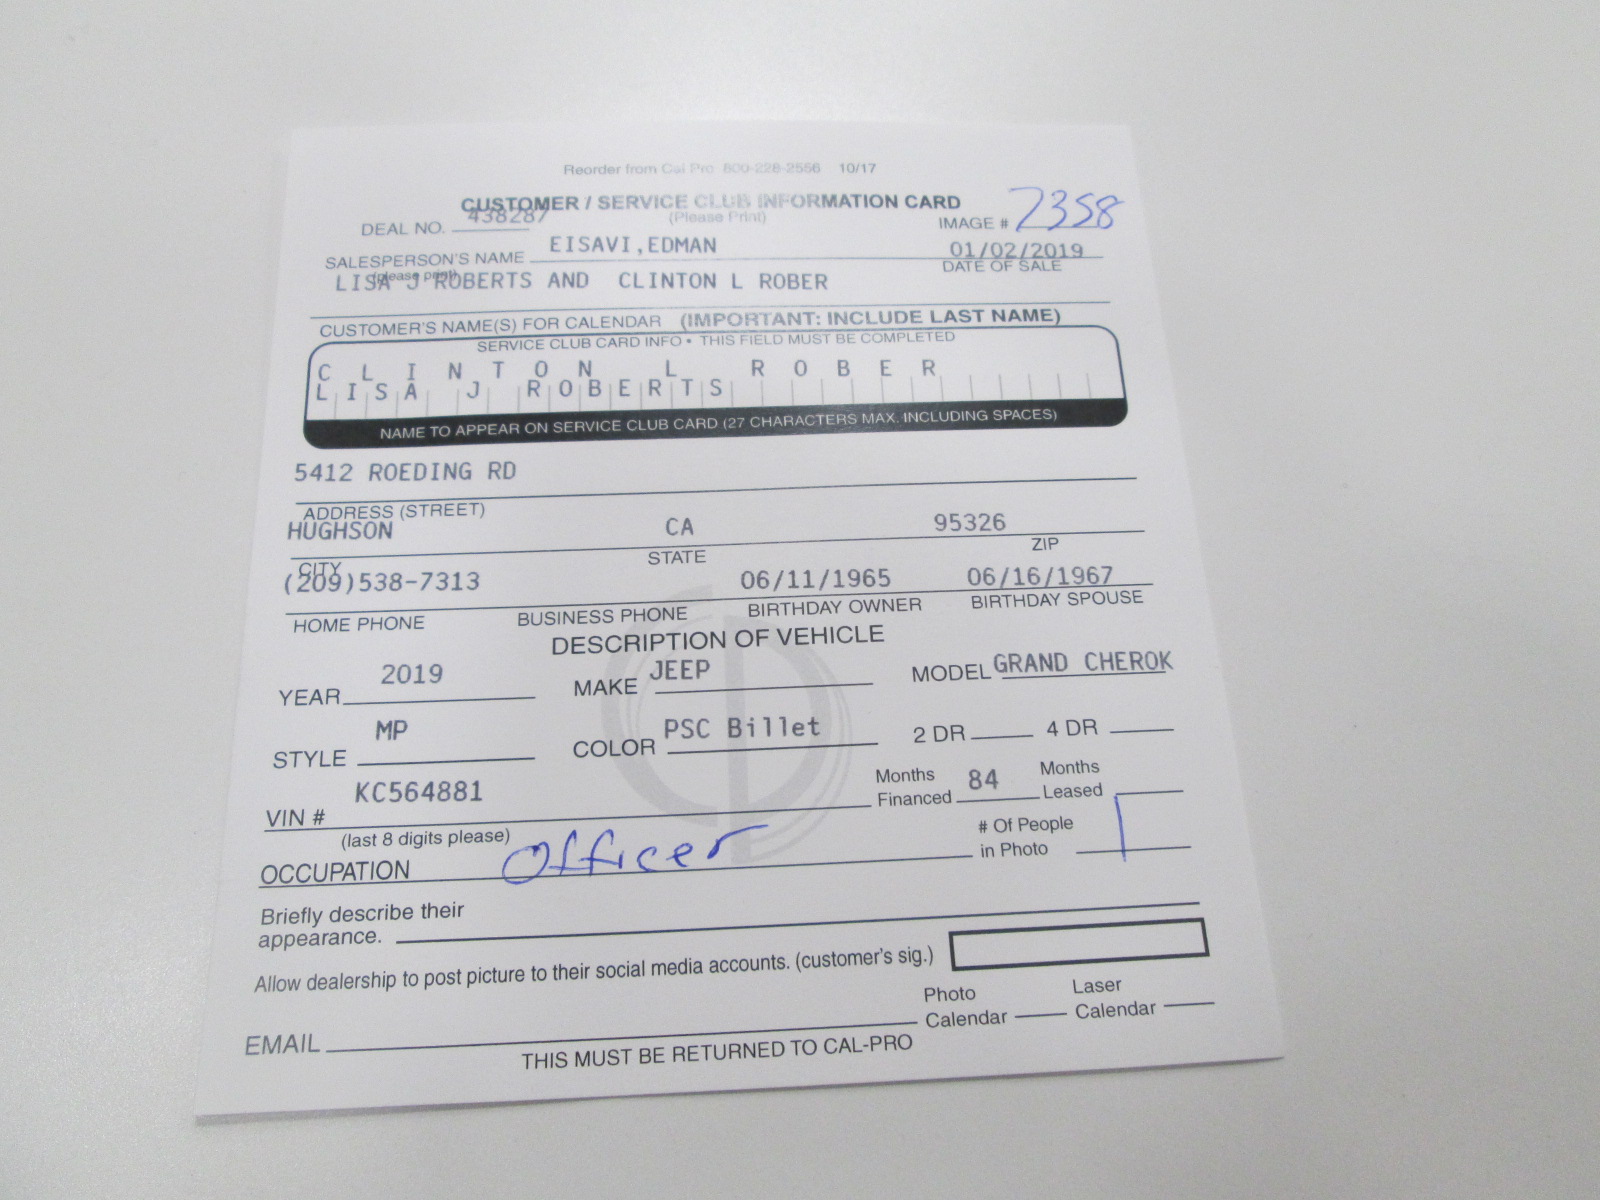 Reorder from Cal Pro 800-228-2556 10/17
CUSTOMER / SERVICE CLUB INFORMATION CARD
(Please Print)
DEAL NO. 438287
IMAGE # 7358
SALESPERSON'S NAME EISAVI,EDMAN
(please print)
01/02/2019
DATE OF SALE
LISA J ROBERTS AND CLINTON L ROBER
CUSTOMER'S NAME(S) FOR CALENDAR (IMPORTANT: INCLUDE LAST NAME)
SERVICE CLUB CARD INFO • THIS FIELD MUST BE COMPLETED
CLINTON L ROBER
LISA J ROBERTS
NAME TO APPEAR ON SERVICE CLUB CARD (27 CHARACTERS MAX. INCLUDING SPACES)
5412 ROEDING RD
ADDRESS (STREET)
HUGHSON CA 95326
CITY STATE ZIP
(209)538-7313 06/11/1965 06/16/1967
HOME PHONE BUSINESS PHONE BIRTHDAY OWNER BIRTHDAY SPOUSE
DESCRIPTION OF VEHICLE
YEAR 2019 MAKE JEEP MODEL GRAND CHEROK
STYLE MP COLOR PSC Billet 2 DR 4 DR
VIN # KC564881 Months Financed 84 Months Leased
(last 8 digits please)
OCCUPATION Officer # Of People in Photo 1
Briefly describe their
appearance.
Allow dealership to post picture to their social media accounts. (customer's sig.)
EMAIL Photo Calendar Laser Calendar
THIS MUST BE RETURNED TO CAL-PRO